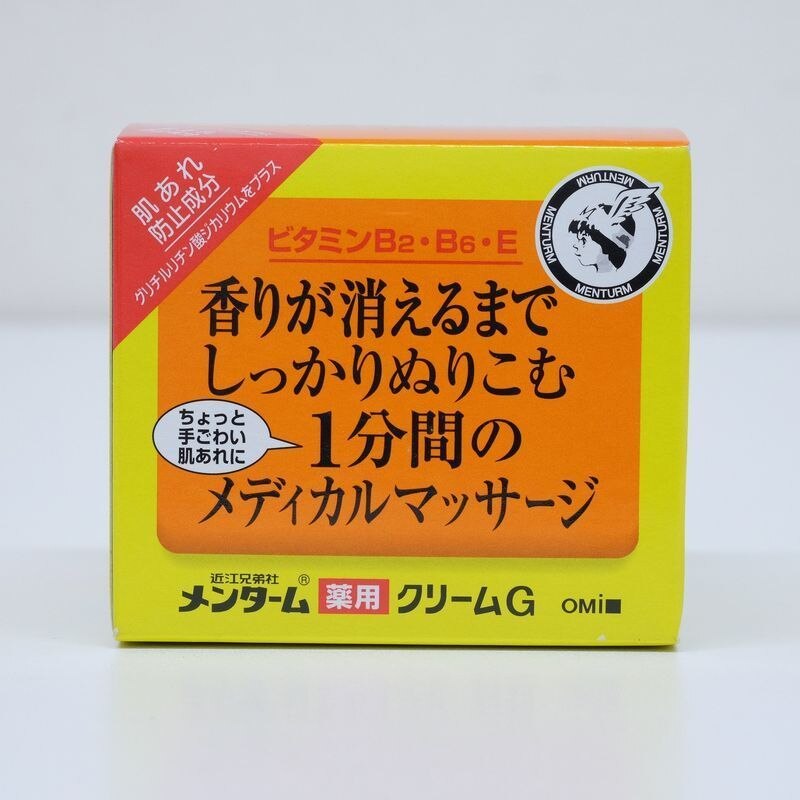 肌あれ
防止成分
グリチルリチン酸ジカリウムをプラス
MENTURM MENTURM MENTURM MENTURM
ビタミンB2・B6・E
香りが消えるまで
しっかりぬりこむ
ちょっと
手ごわい
肌あれに
1分間の
メディカルマッサージ
近江兄弟社
メンターム® 薬用 クリームG OMI